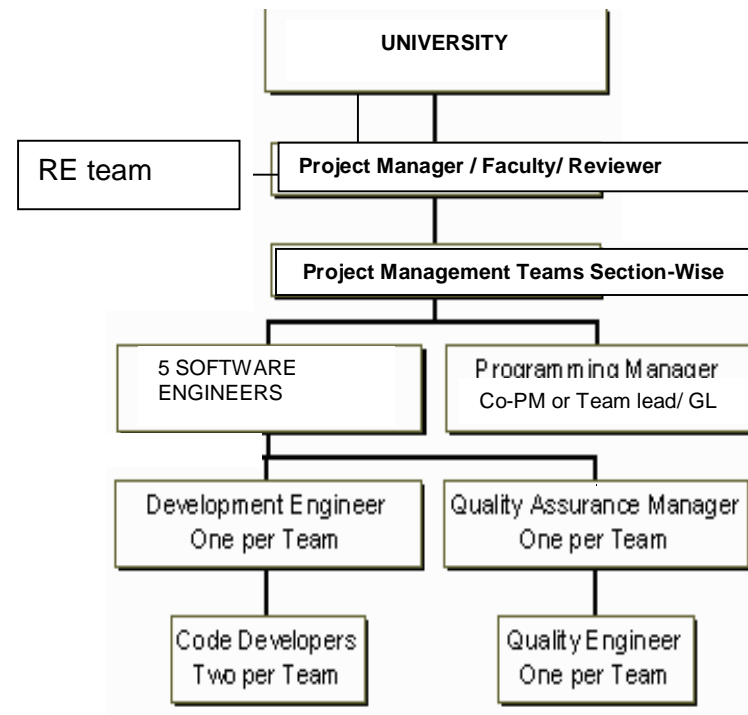 UNIVERSITY
RE team
Project Manager / Faculty/ Reviewer
Project Management Teams Section-Wise
5 SOFTWARE
ENGINEERS
Programming Manager
Co-PM or Team lead/ GL
Development Engineer
One per Team
Quality Assurance Manager
One per Team
Code Developers
Two per Team
Quality Engineer
One per Team